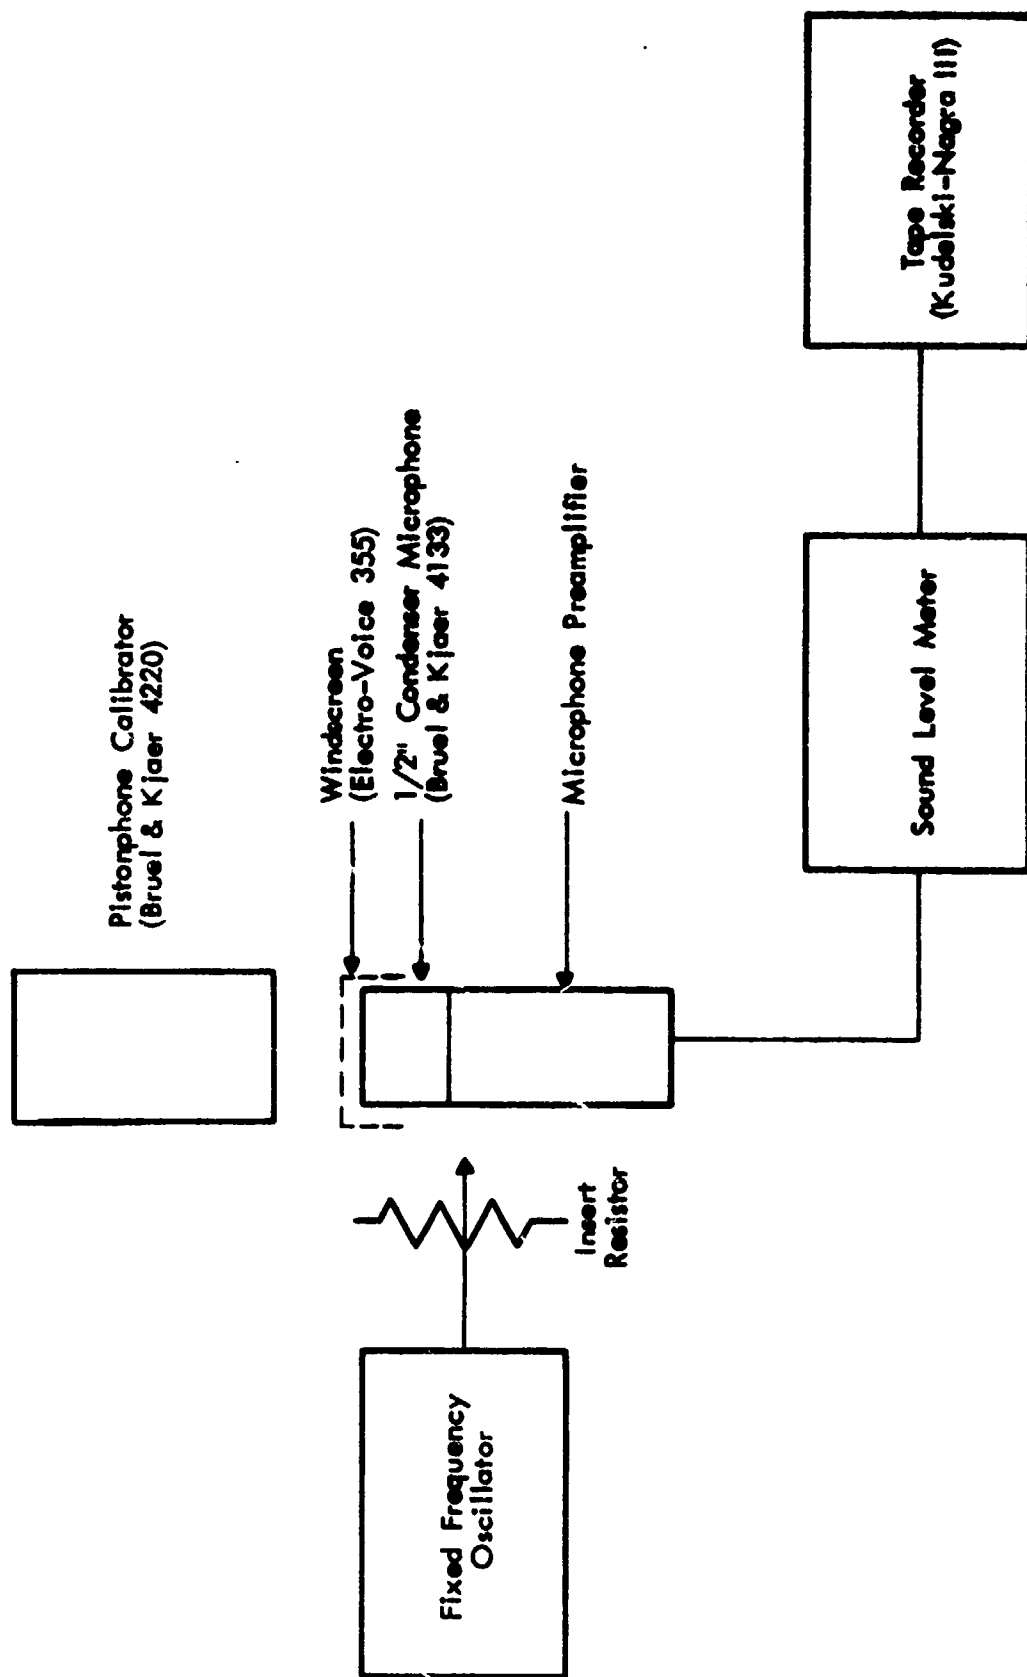 Pistonphone Calibrator
(Bruel & Kjaer 4220)
Windscreen
(Electro-Voice 355)
1/2" Condenser Microphone
(Bruel & Kjaer 4133)
Microphone Preamplifier
Insert
Resistor
Fixed Frequency
Oscillator
Sound Level Meter
Tape Recorder
(Kudelski-Nagra III)